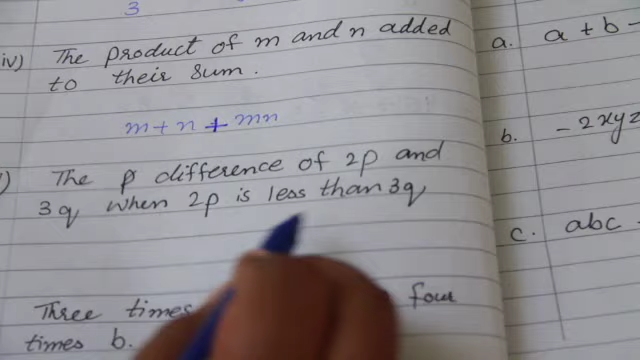 3
iv) The product of m and n added
to their sum.
m + n + mn
) The p difference of 2p and
3q when 2p is less than 3q
Three times four
times b.
a. a + b -
b. - 2xyz
c. abc -